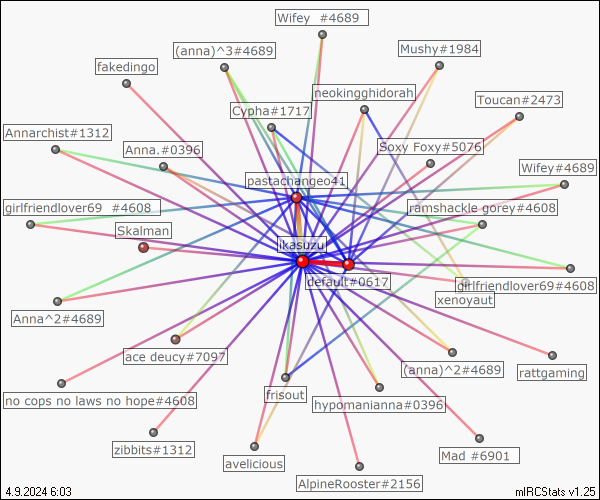 Wifey  #4689
(anna)^3#4689
Mushy#1984
fakedingo
neokingghidorah
Toucan#2473
Cypha#1717
Annarchist#1312
Anna.#0396
Soxy Foxy#5076
Wifey#4689
pastachangeo41
girlfriendlover69  #4608
ramshackle gorey#4608
Skalman
ikasuzu
default#0617
girlfriendlover69#4608
xenoyaut
Anna^2#4689
ace deucy#7097
(anna)^2#4689
rattgaming
frisout
no cops no laws no hope#4608
hypomanianna#0396
zibbits#1312
Mad #6901
avelicious
AlpineRooster#2156
4.9.2024 6:03
mIRCStats v1.25